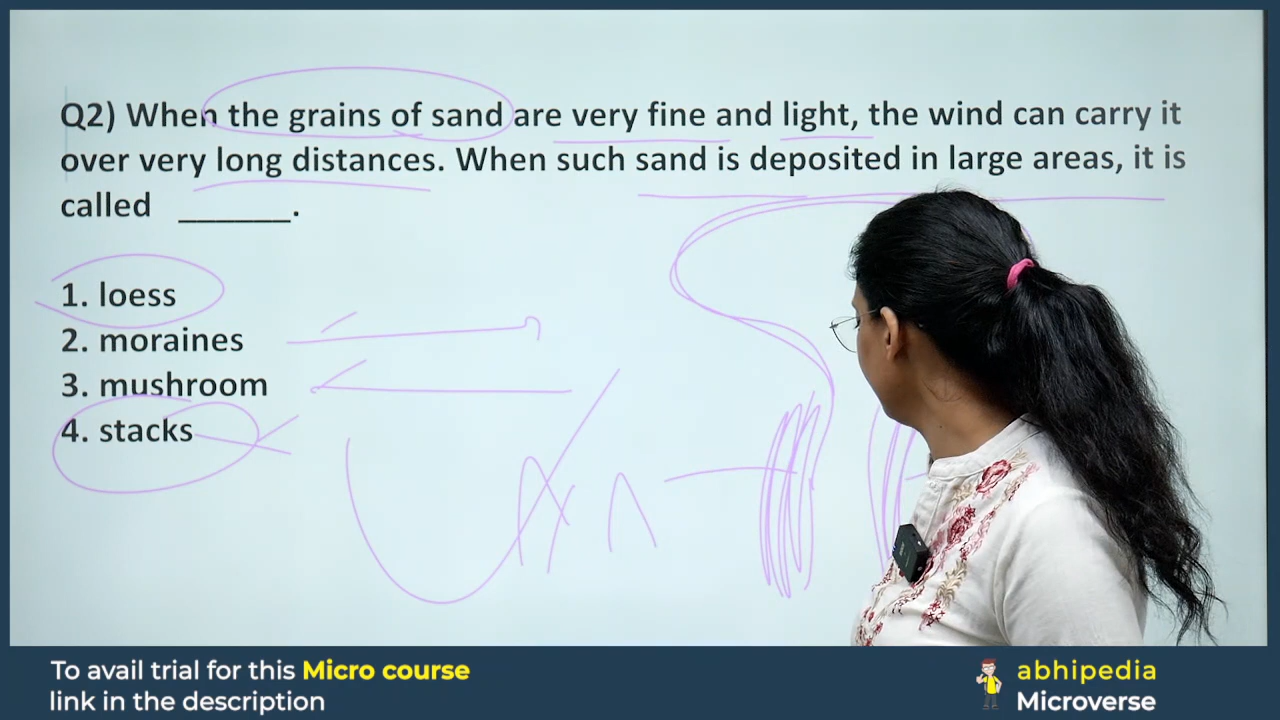 Q2) When the grains of sand are very fine and light, the wind can carry it
over very long distances. When such sand is deposited in large areas, it is
called ______.
1. loess
2. moraines
3. mushroom
4. stacks
To avail trial for this Micro course
link in the description
abhipedia
Microverse